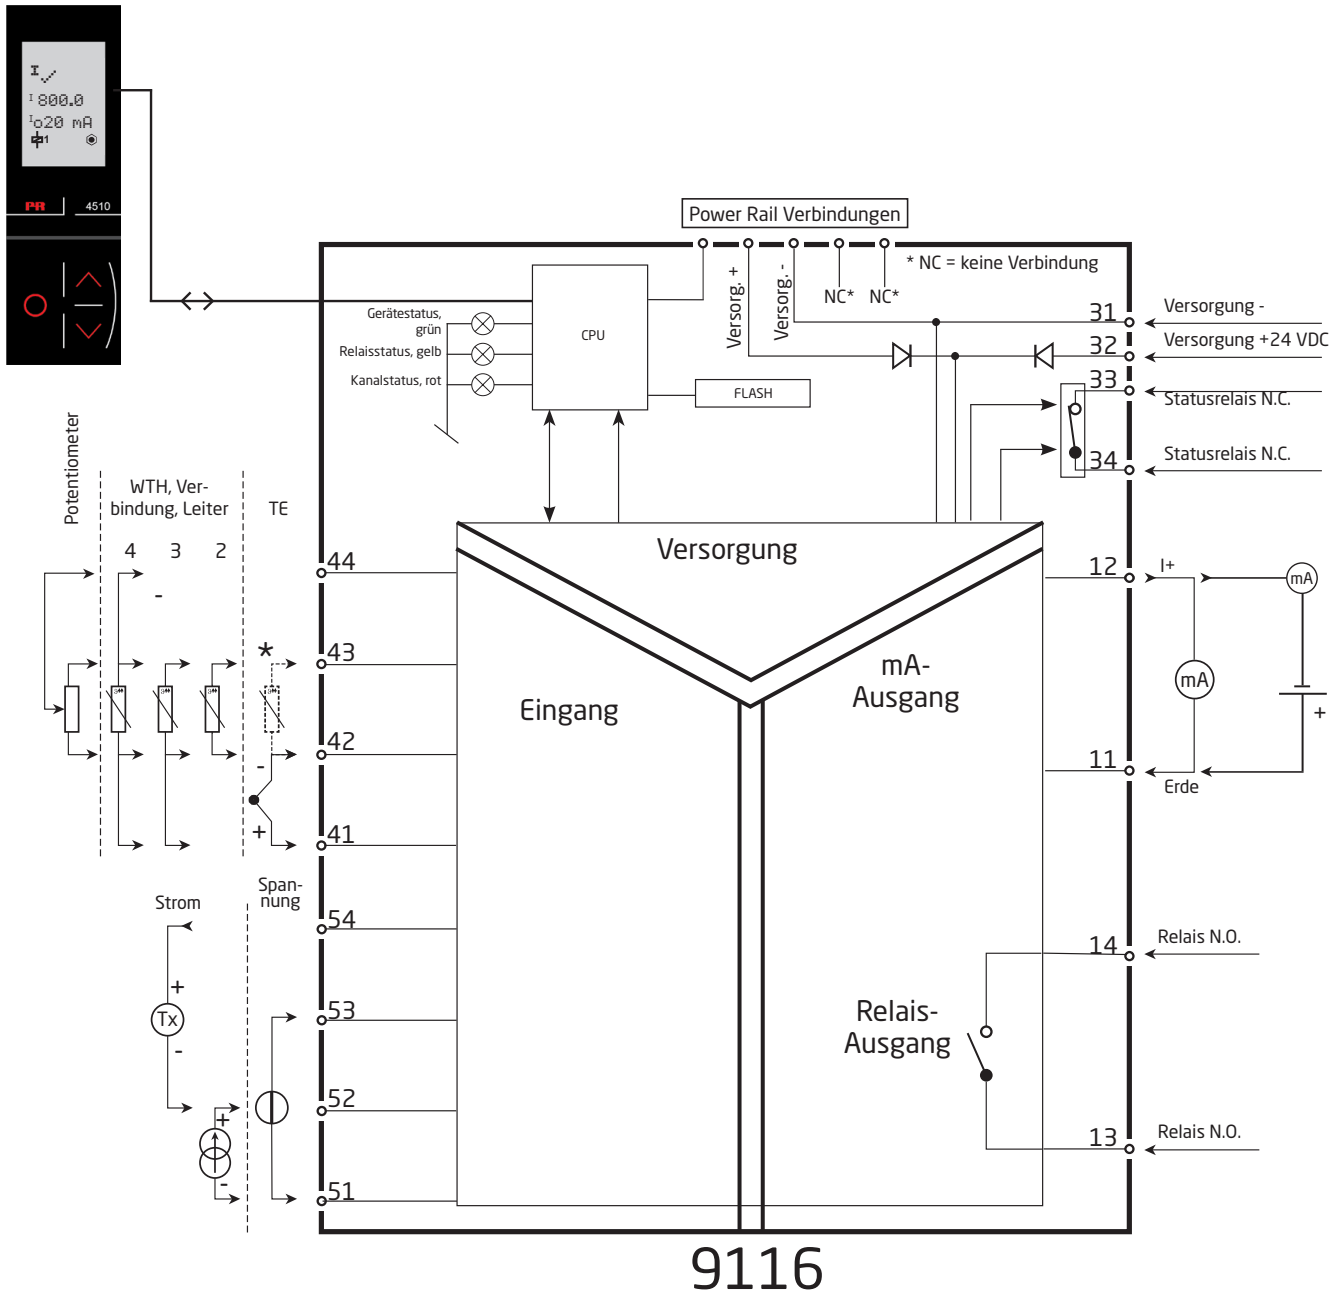 I
I 800.0
Io20 mA
1
PR
4510
Power Rail Verbindungen
* NC = keine Verbindung
Versorg. +
Versorg. -
NC*
NC*
Gerätestatus,
grün
Relaisstatus, gelb
Kanalstatus, rot
CPU
FLASH
31
Versorgung -
32
Versorgung +24 VDC
33
Statusrelais N.C.
34
Statusrelais N.C.
Potentiometer
WTH, Ver-
bindung, Leiter
4
3
2
TE
-
*
-
+
44
43
42
41
Versorgung
Eingang
mA-
Ausgang
12
I+
mA
mA
+
11
Erde
Strom
Span-
nung
+
Tx
-
+
-
54
53
52
51
Relais-
Ausgang
14
Relais N.O.
13
Relais N.O.
9116